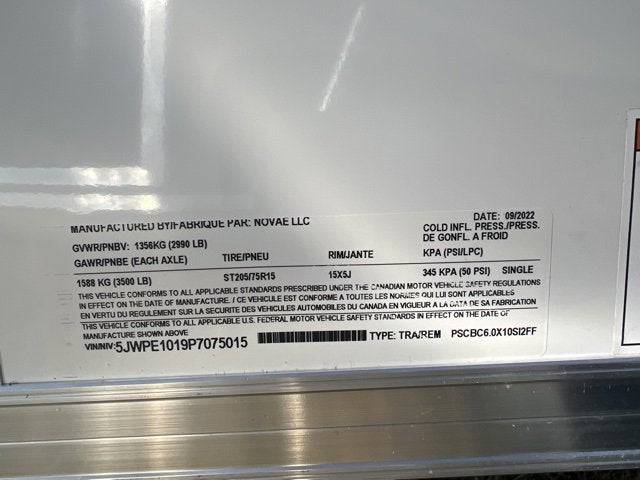 MANUFACTURED BY/FABRIQUE PAR: NOVAE LLC DATE: 09/2022
GVWR/PNBV: 1356KG (2990 LB) COLD INFL. PRESS./PRESS.
DE GONFL. A FROID
GAWR/PNBE (EACH AXLE) TIRE/PNEU RIM/JANTE KPA (PSI/LPC)
1588 KG (3500 LB) ST205/75R15 15X5J 345 KPA (50 PSI) SINGLE
THIS VEHICLE CONFORMS TO ALL APPLICABLE STANDARDS PRESCRIBED UNDER THE CANADIAN MOTOR VEHICLE SAFETY REGULATIONS
IN EFFECT ON THE DATE OF MANUFACTURE. / CE VEHICULE EST CONFORME A TOUTES LES NORMES QUI LUI SONT APPLICABLES
EN VERTU DU REGLEMENT SUR LA SECURITE DES VEHICULES AUTOMOBILES DU CANADA EN VIGUEUR A LA DATE DE SA FABRICATION
THIS VEHICLE CONFORMS TO ALL APPLICABLE U.S. FEDERAL MOTOR VEHICLE SAFETY STANDARDS IN EFFECT ON THE DATE OF
MANUFACTURE SHOWN ABOVE
VIN/NIV: 5JWPE1019P7075015 TYPE: TRA/REM PSCBC6.0X10SI2FF